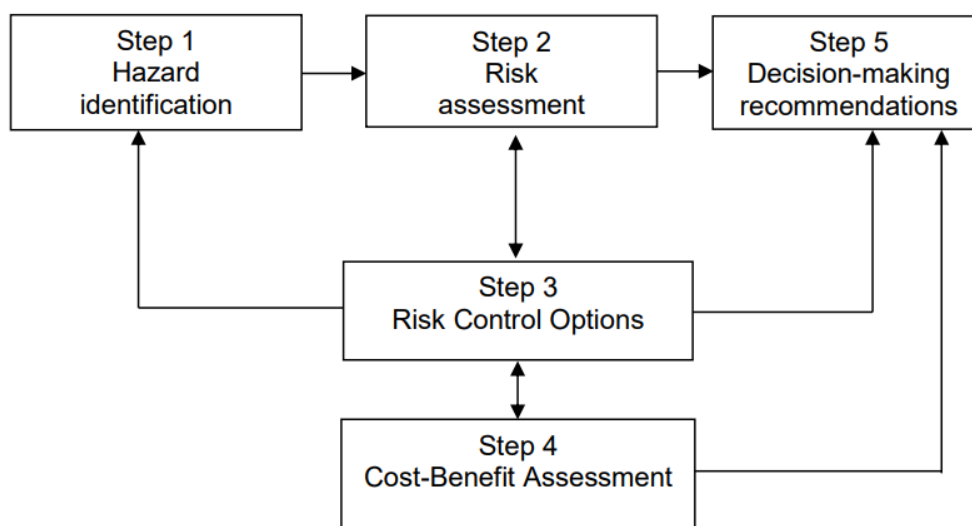 Step 1
Hazard
identification
Step 2
Risk
assessment
Step 5
Decision-making
recommendations
Step 3
Risk Control Options
Step 4
Cost-Benefit Assessment